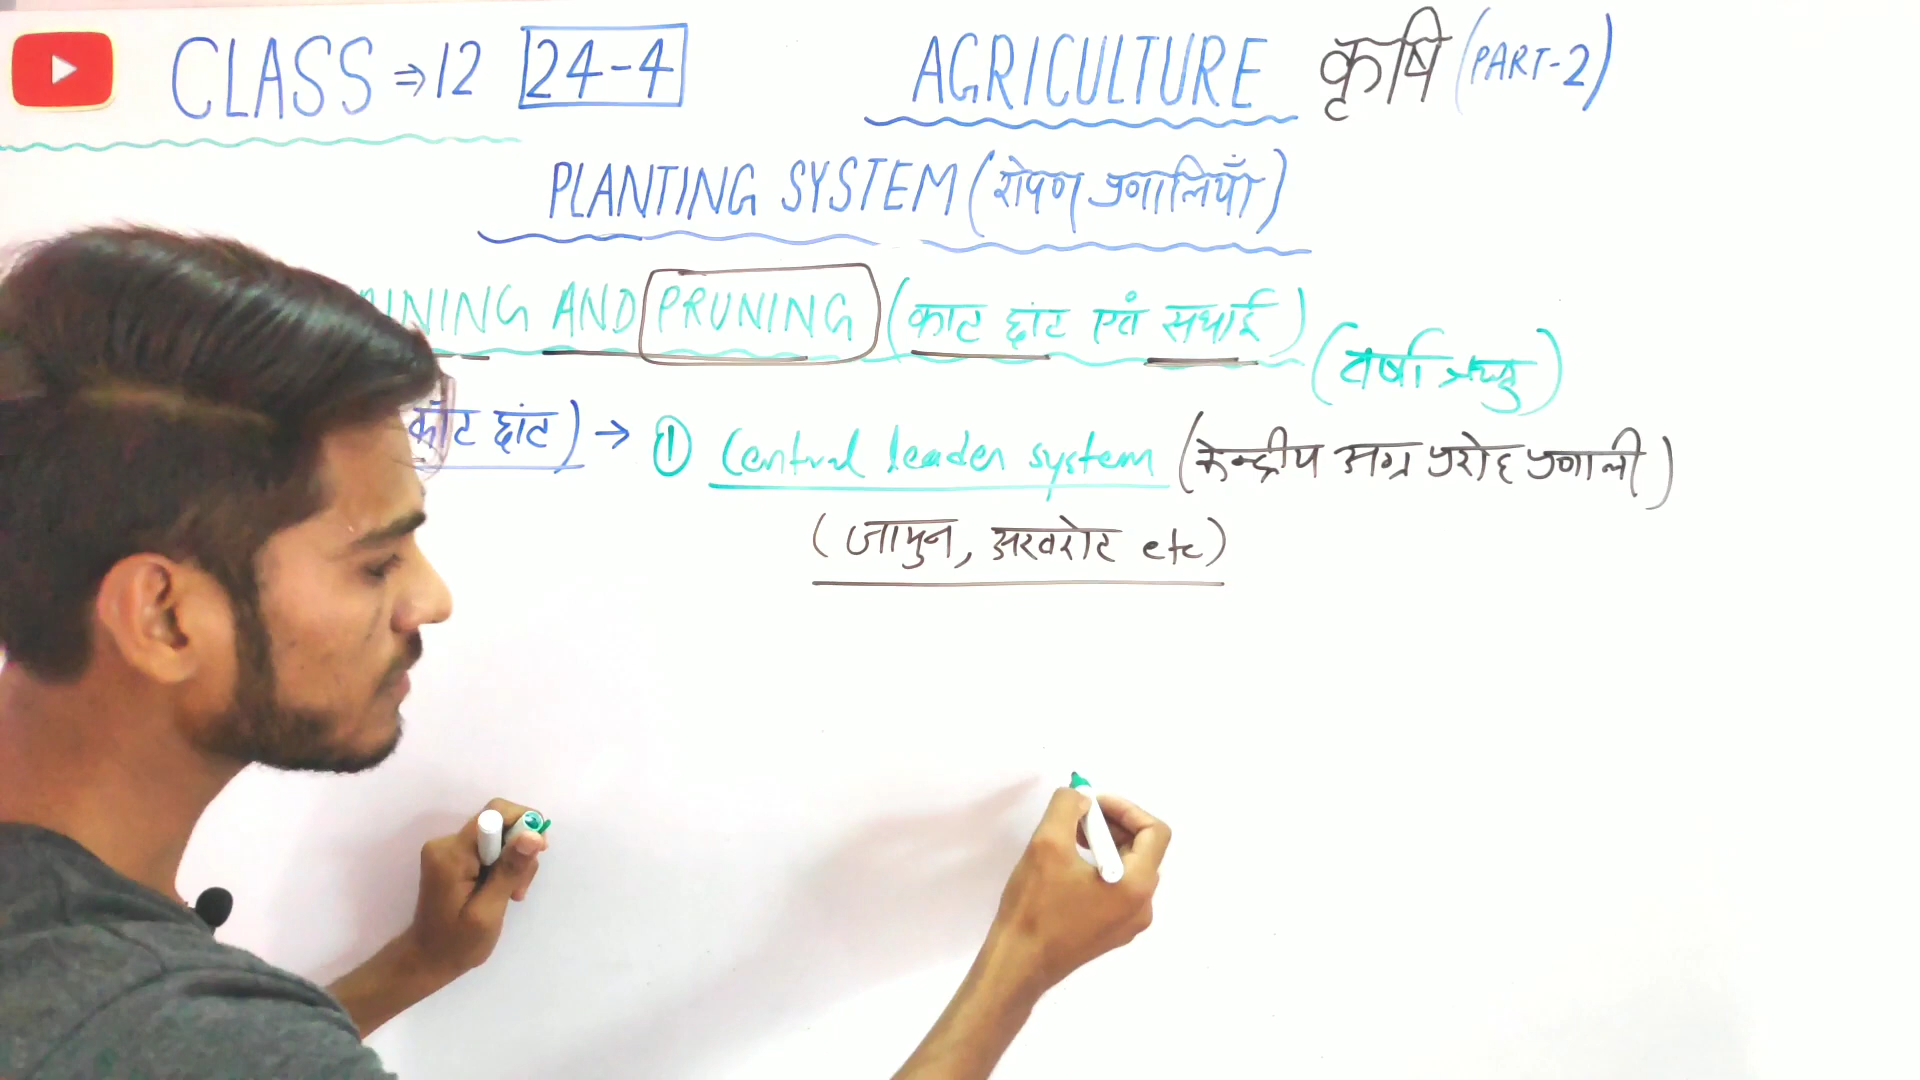 CLASS ⇒ 12 24-4 AGRICULTURE कृषि (PART-2)
PLANTING SYSTEM (रोपण प्रणालियाँ)
INING AND PRUNING (काट छांट एवं सधाई)
(वर्षा ऋतु)
काँट छांट) → ① Central leader system (केन्द्रीय अग्र प्ररोह प्रणाली)
(जामुन, अखरोट etc)